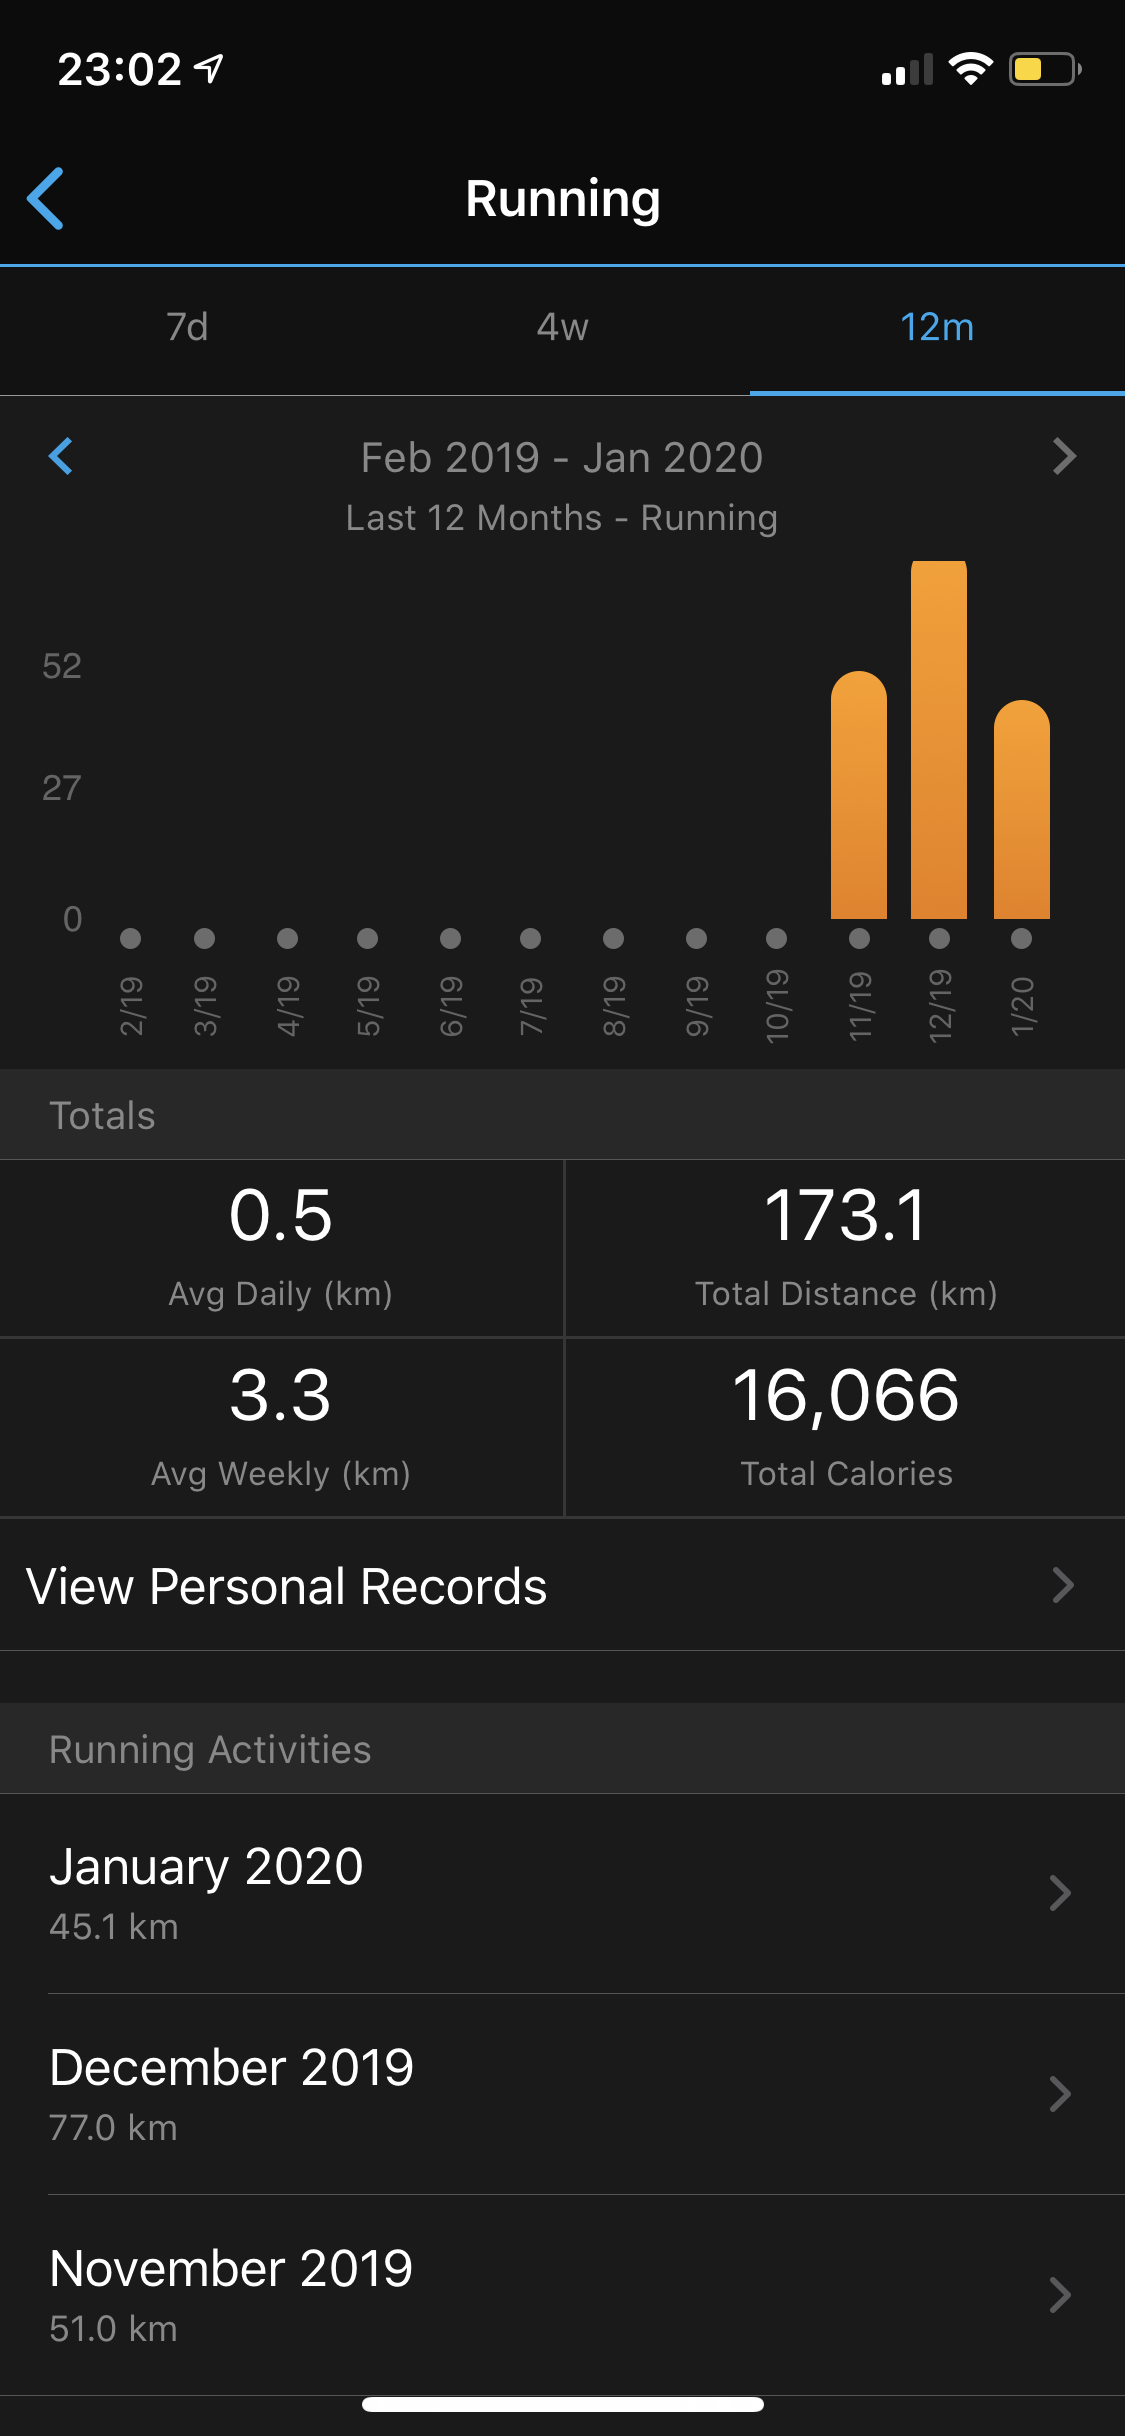 23:02
Running
7d 4w 12m
Feb 2019 - Jan 2020
Last 12 Months - Running
52
27
0
2/19 3/19 4/19 5/19 6/19 7/19 8/19 9/19 10/19 11/19 12/19 1/20
Totals
0.5 173.1
Avg Daily (km) Total Distance (km)
3.3 16,066
Avg Weekly (km) Total Calories
View Personal Records
Running Activities
January 2020
45.1 km
December 2019
77.0 km
November 2019
51.0 km